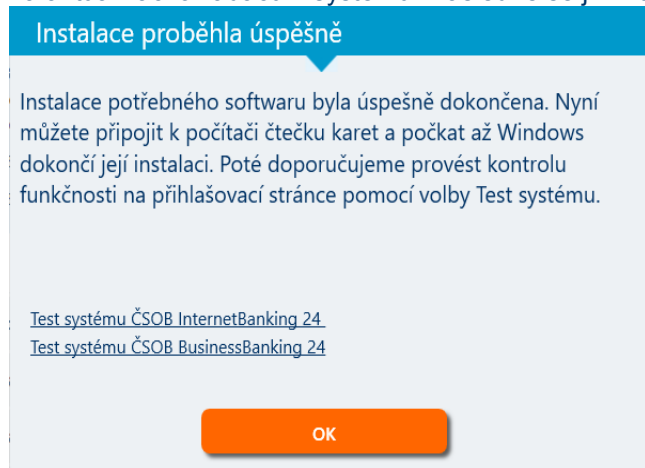 Instalace proběhla úspěšně
Instalace potřebného softwaru byla úspešně dokončena. Nyní
můžete připojit k počítači čtečku karet a počkat až Windows
dokončí její instalaci. Poté doporučujeme provést kontrolu
funkčnosti na přihlašovací stránce pomocí volby Test systému.
Test systému ČSOB InternetBanking 24
Test systému ČSOB BusinessBanking 24
OK